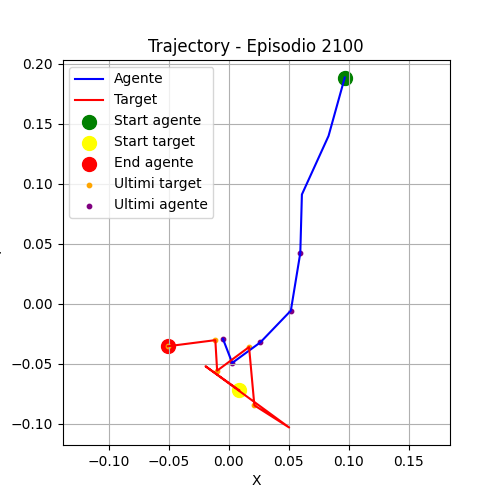 Trajectory - Episodio 2100
Agente
Target
Start agente
Start target
End agente
Ultimi target
Ultimi agente
0.20
0.15
0.10
0.05
0.00
−0.05
−0.10
−0.10
−0.05
0.00
0.05
0.10
0.15
X